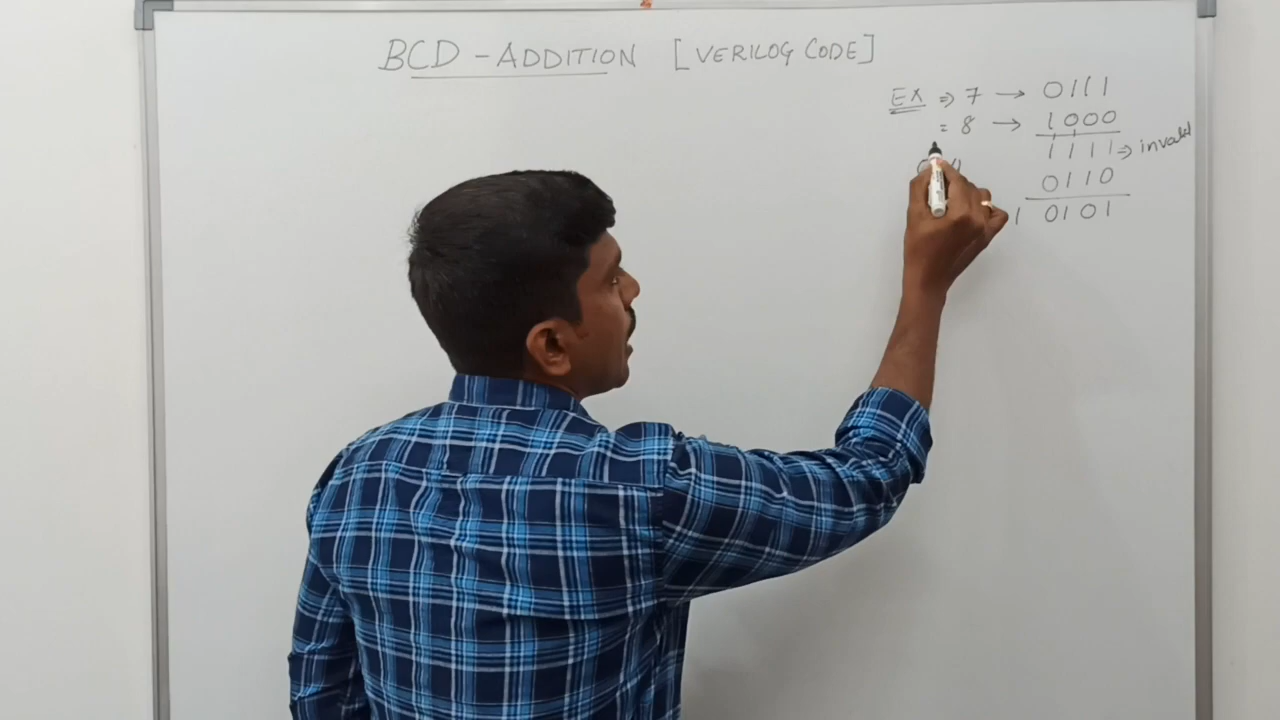 BCD - ADDITION [VERILOG CODE]
EX => 7 → 0111
= 8 → 1000
1111 => invalid
0110
1 0101